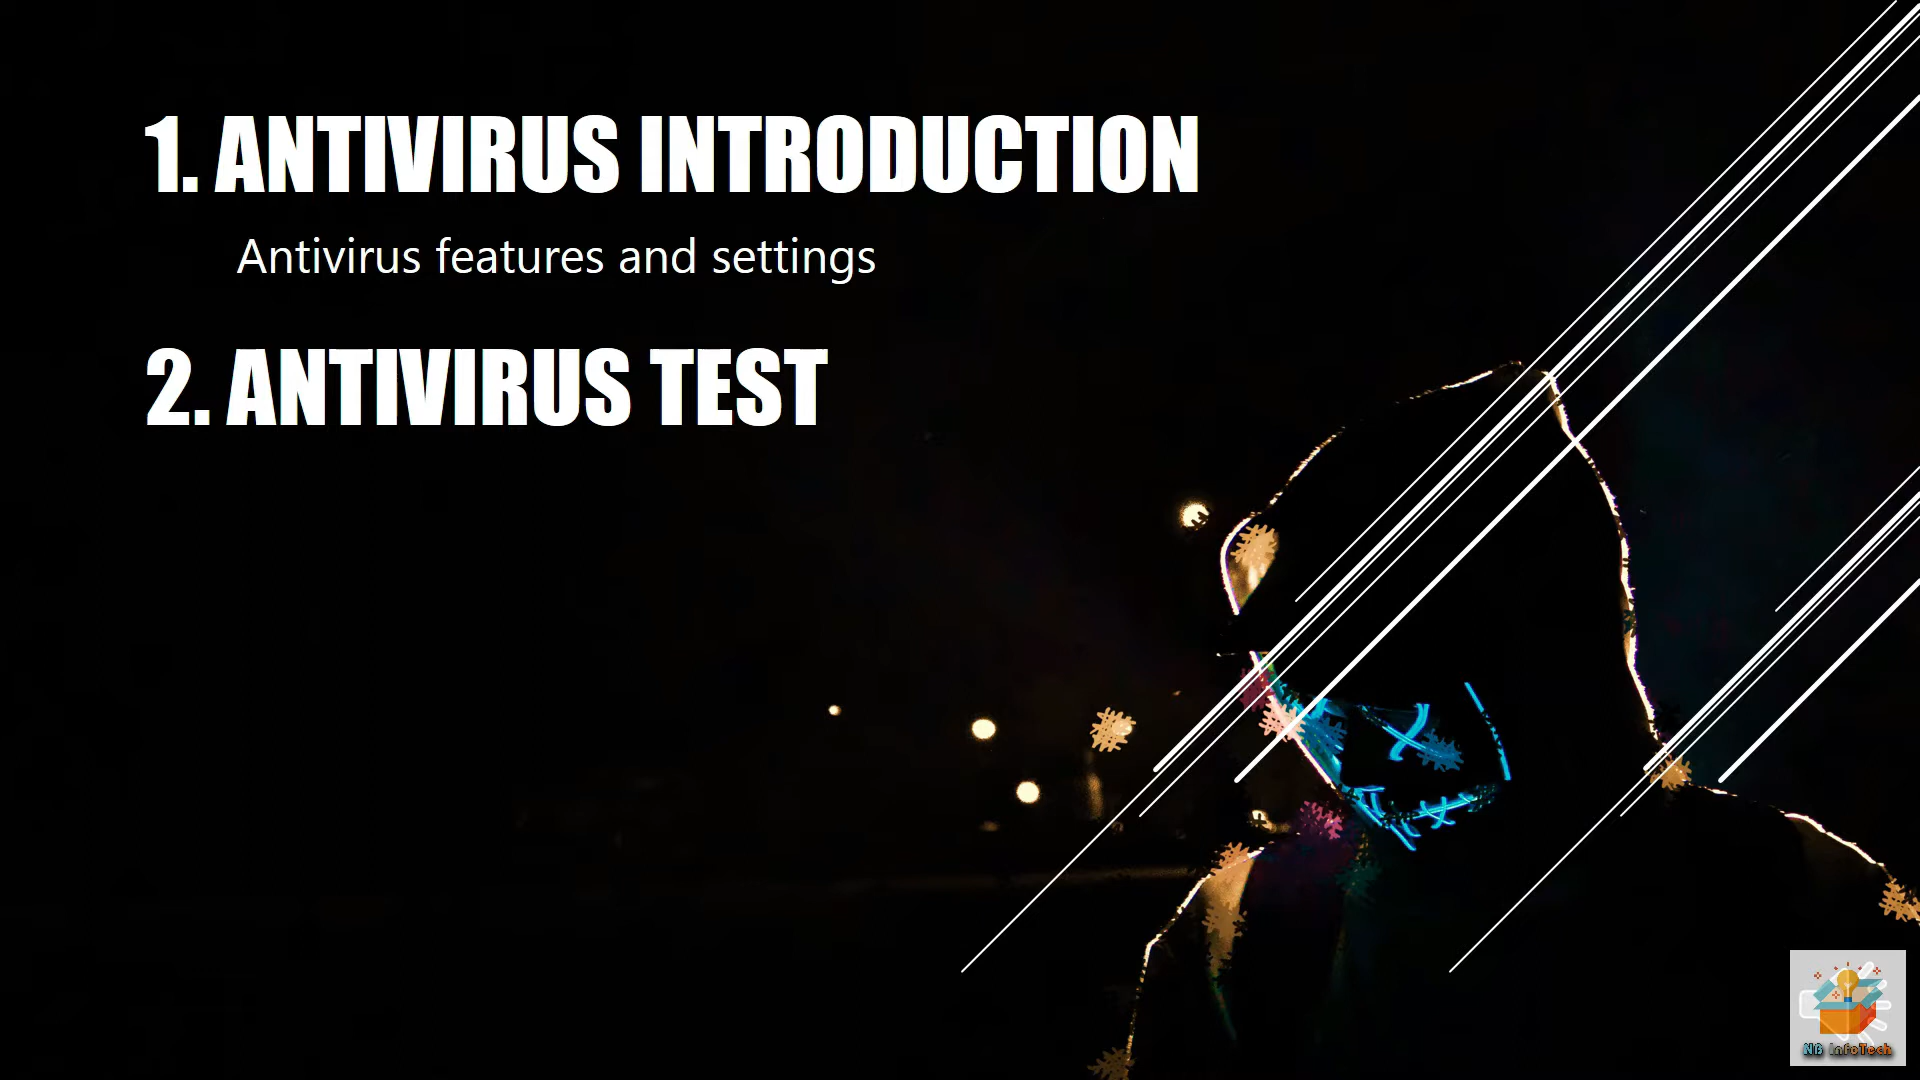 1. ANTIVIRUS INTRODUCTION
Antivirus features and settings
2. ANTIVIRUS TEST
NB InfoTech